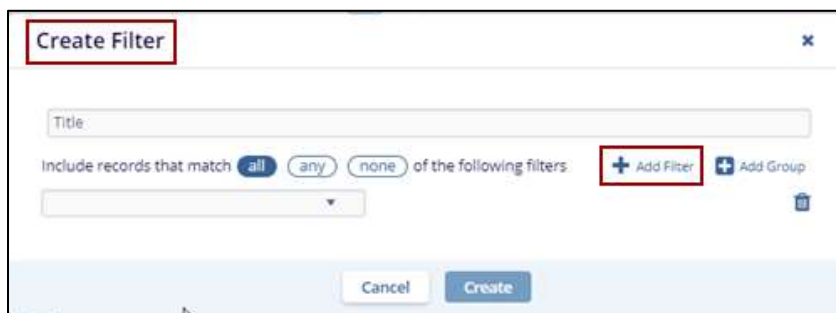 Create Filter
Title
Include records that match all any none of the following filters Add Filter Add Group
Cancel Create